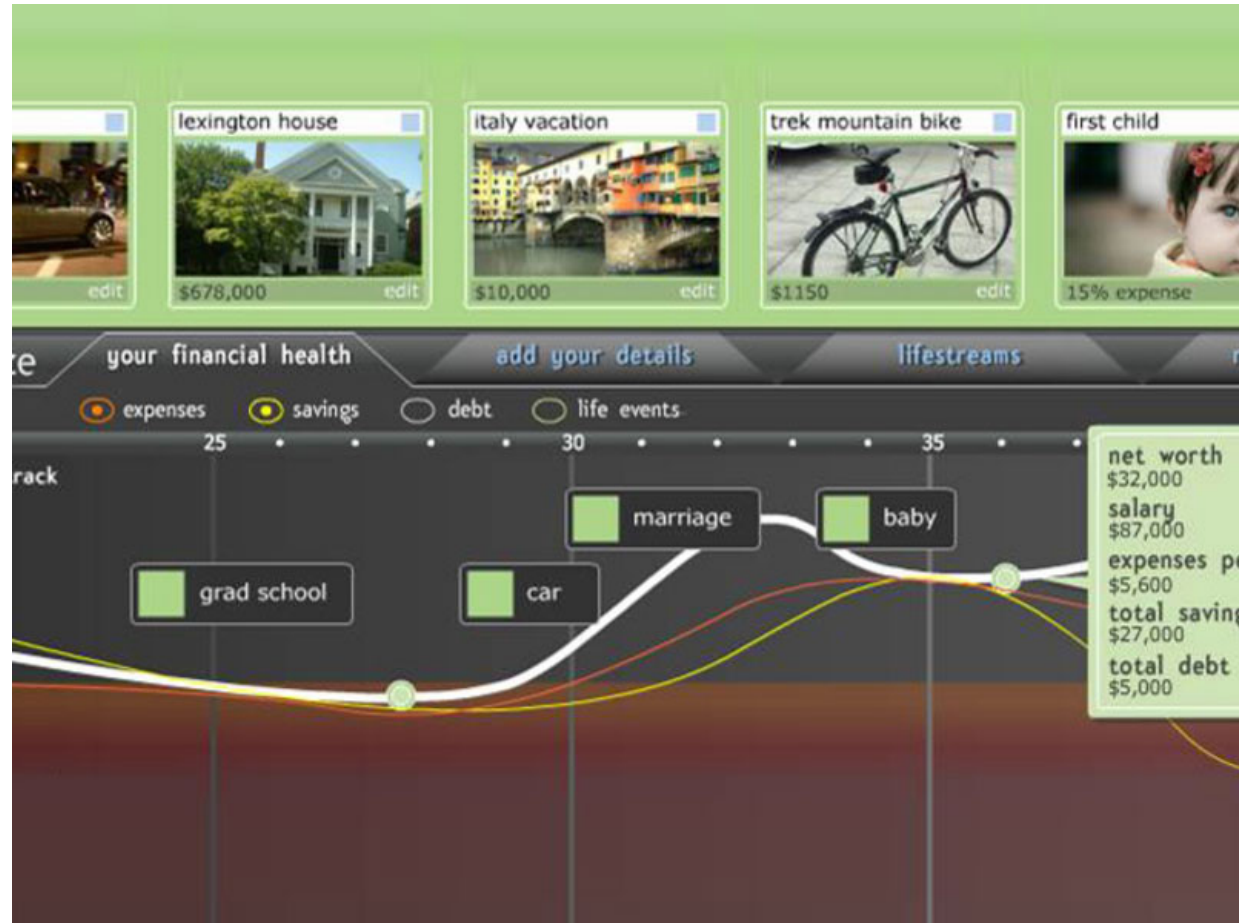 lexington house
italy vacation
trek mountain bike
first child
edit
$678,000 edit
$10,000 edit
$1150 edit
15% expense
your financial health
add your details
lifestreams
expenses savings debt life events
25 30 35
rack
marriage
baby
grad school
car
net worth
$32,000
salary
$87,000
expenses
$5,600
total
$27,000
total debt
$5,000